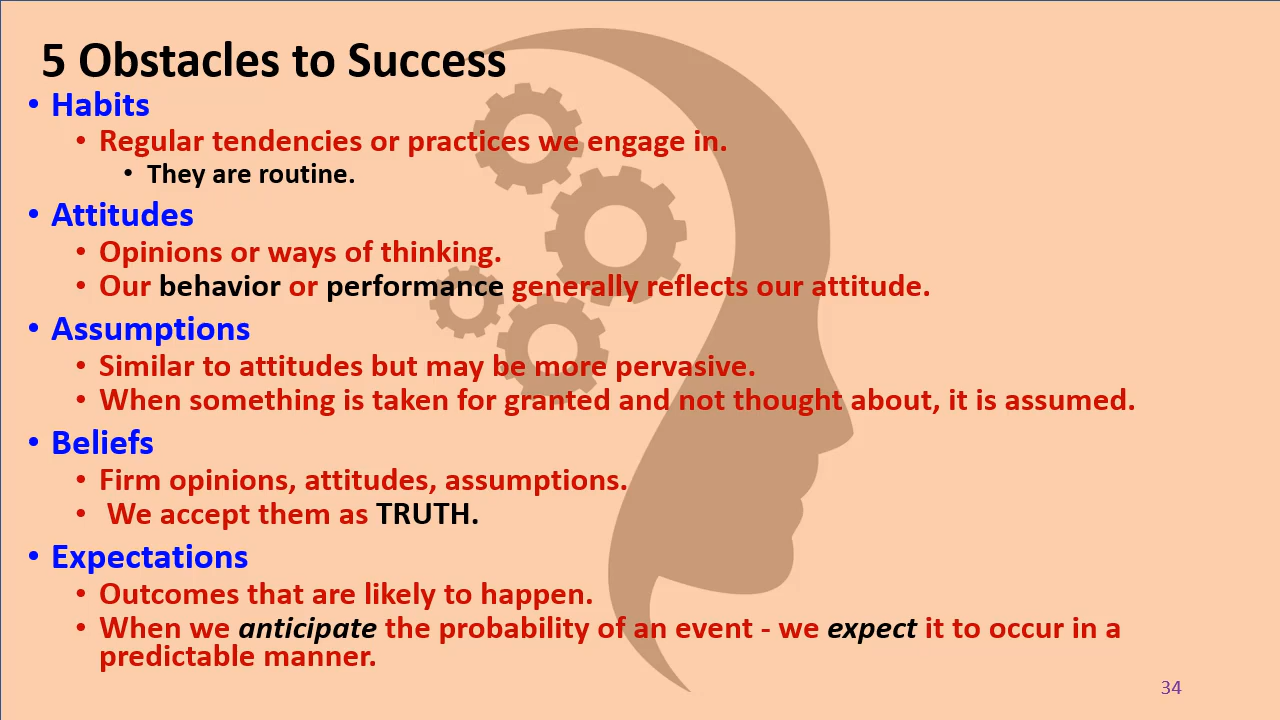 5 Obstacles to Success
• Habits
• Regular tendencies or practices we engage in.
• They are routine.
• Attitudes
• Opinions or ways of thinking.
• Our behavior or performance generally reflects our attitude.
• Assumptions
• Similar to attitudes but may be more pervasive.
• When something is taken for granted and not thought about, it is assumed.
• Beliefs
• Firm opinions, attitudes, assumptions.
• We accept them as TRUTH.
• Expectations
• Outcomes that are likely to happen.
• When we anticipate the probability of an event - we expect it to occur in a
predictable manner.
34